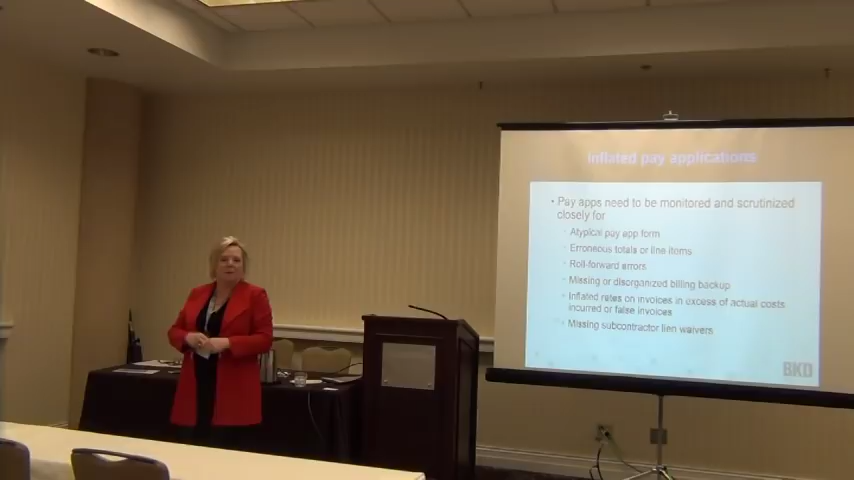 Inflated pay applications
• Pay apps need to be monitored and scrutinized
closely for
· Atypical pay app form
· Erroneous totals or line items
· Roll-forward errors
· Missing or disorganized billing backup
· Inflated rates on invoices in excess of actual costs
incurred or false invoices
· Missing subcontractor lien waivers
BKD